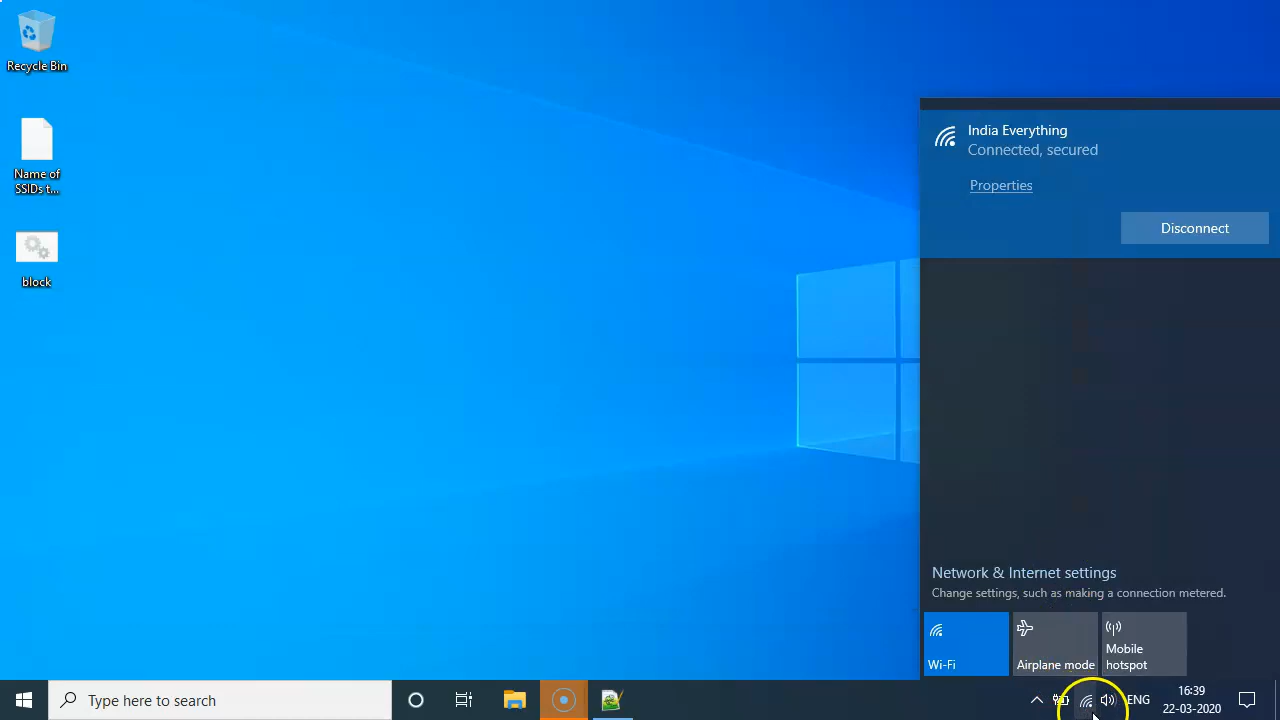 Recycle Bin
Name of
SSIDs t...
block
India Everything
Connected, secured
Properties
Disconnect
Network & Internet settings
Change settings, such as making a connection metered.
Wi-Fi
Airplane mode
Mobile
hotspot
Type here to search
ENG
16:39
22-03-2020